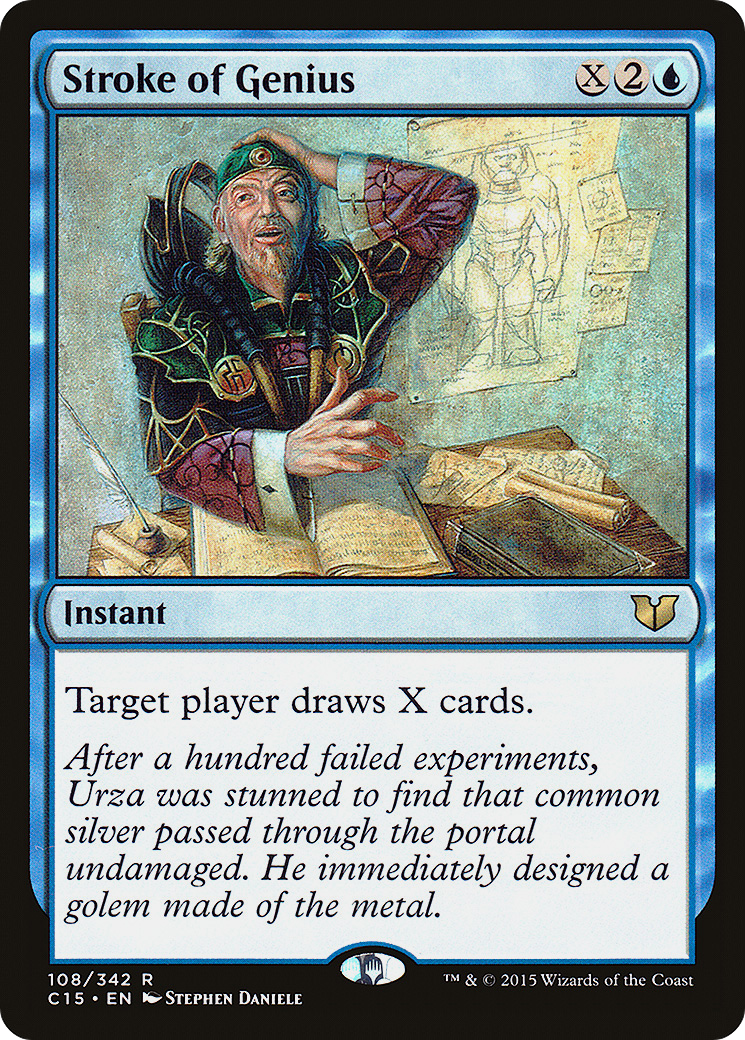 Stroke of Genius X2
Instant
Target player draws X cards.
After a hundred failed experiments,
Urza was stunned to find that common
silver passed through the portal
undamaged. He immediately designed a
golem made of the metal.
108/342 R
C15 • EN Stephen Daniele
™ & © 2015 Wizards of the Coast